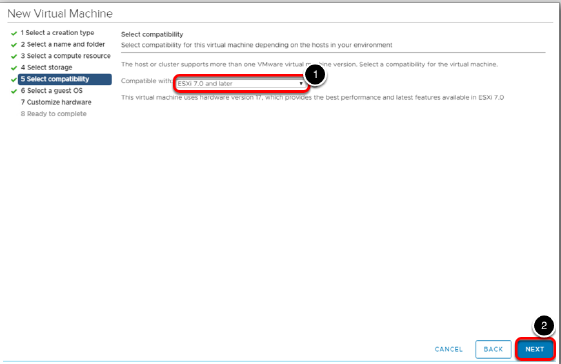 New Virtual Machine
1 Select a creation type
2 Select a name and folder
3 Select a compute resource
4 Select storage
5 Select compatibility
6 Select a guest OS
7 Customize hardware
8 Ready to complete
Select compatibility
Select compatibility for this virtual machine depending on the hosts in your environment
The host or cluster supports more than one VMware virtual machine version. Select a compatibility for the virtual machine.
1
Compatible with: ESXi 7.0 and later
This virtual machine uses hardware version 17, which provides the best performance and latest features available in ESXi 7.0
2
CANCEL BACK NEXT